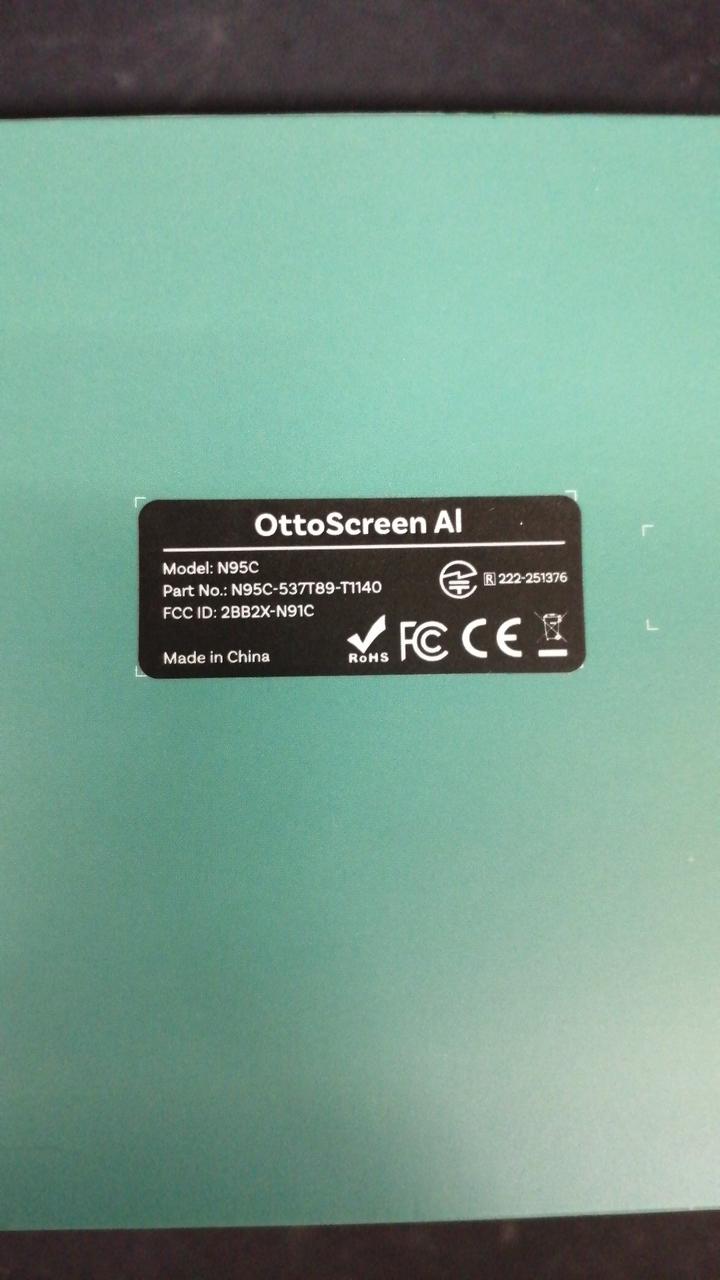 OttoScreen AI
Model: N95C
Part No.: N95C-537T89-T1140
FCC ID: 2BB2X-N91C
R 222-251376
Made in China
RoHS FC CE